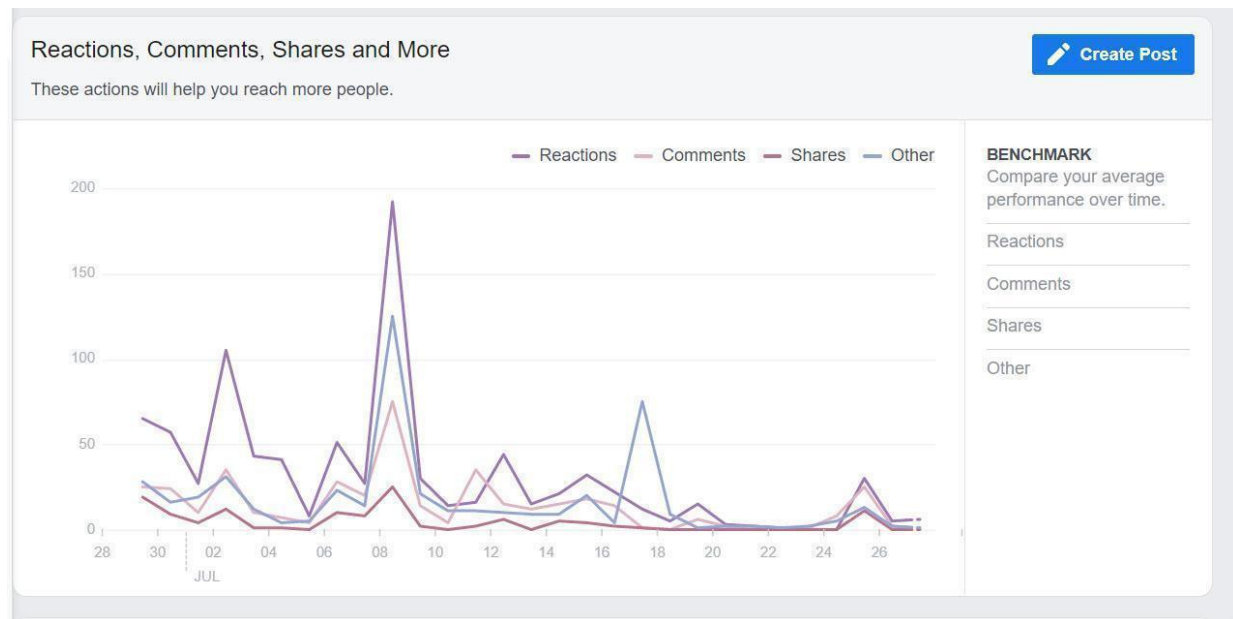 Reactions, Comments, Shares and More
Create Post
These actions will help you reach more people.
Reactions Comments Shares Other
BENCHMARK
Compare your average
performance over time.
Reactions
Comments
Shares
Other
200
150
100
50
0
28 30 02 04 06 08 10 12 14 16 18 20 22 24 26
JUL